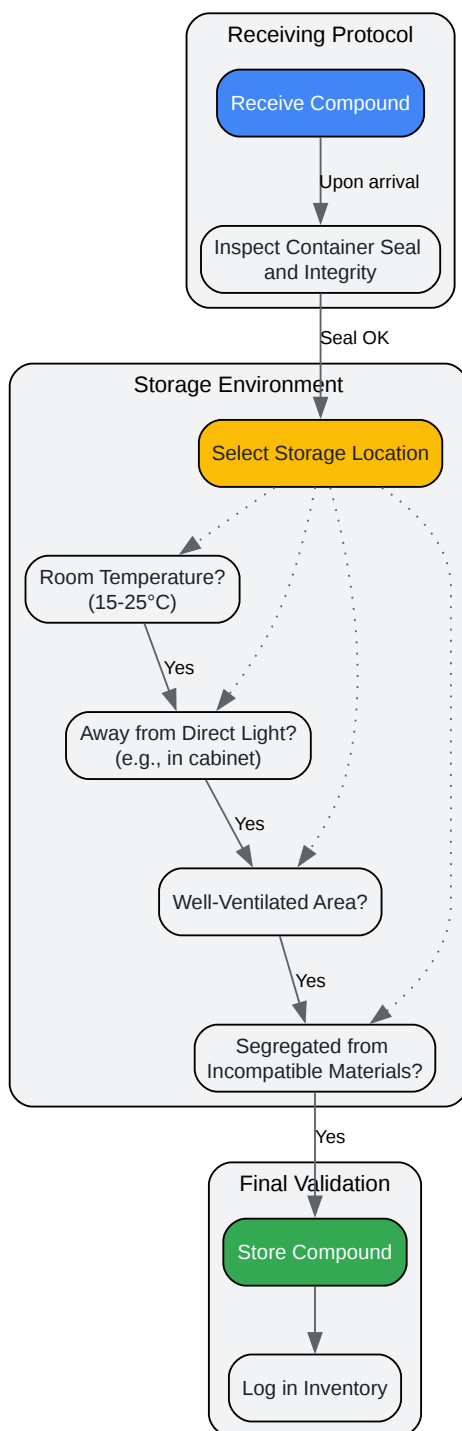 Receiving Protocol
Receive Compound
Upon arrival
Inspect Container Seal
and Integrity
Seal OK
Storage Environment
Select Storage Location
Room Temperature?
(15-25°C)
Yes
Away from Direct Light?
(e.g., in cabinet)
Yes
Well-Ventilated Area?
Yes
Segregated from
Incompatible Materials?
Yes
Final Validation
Store Compound
Log in Inventory